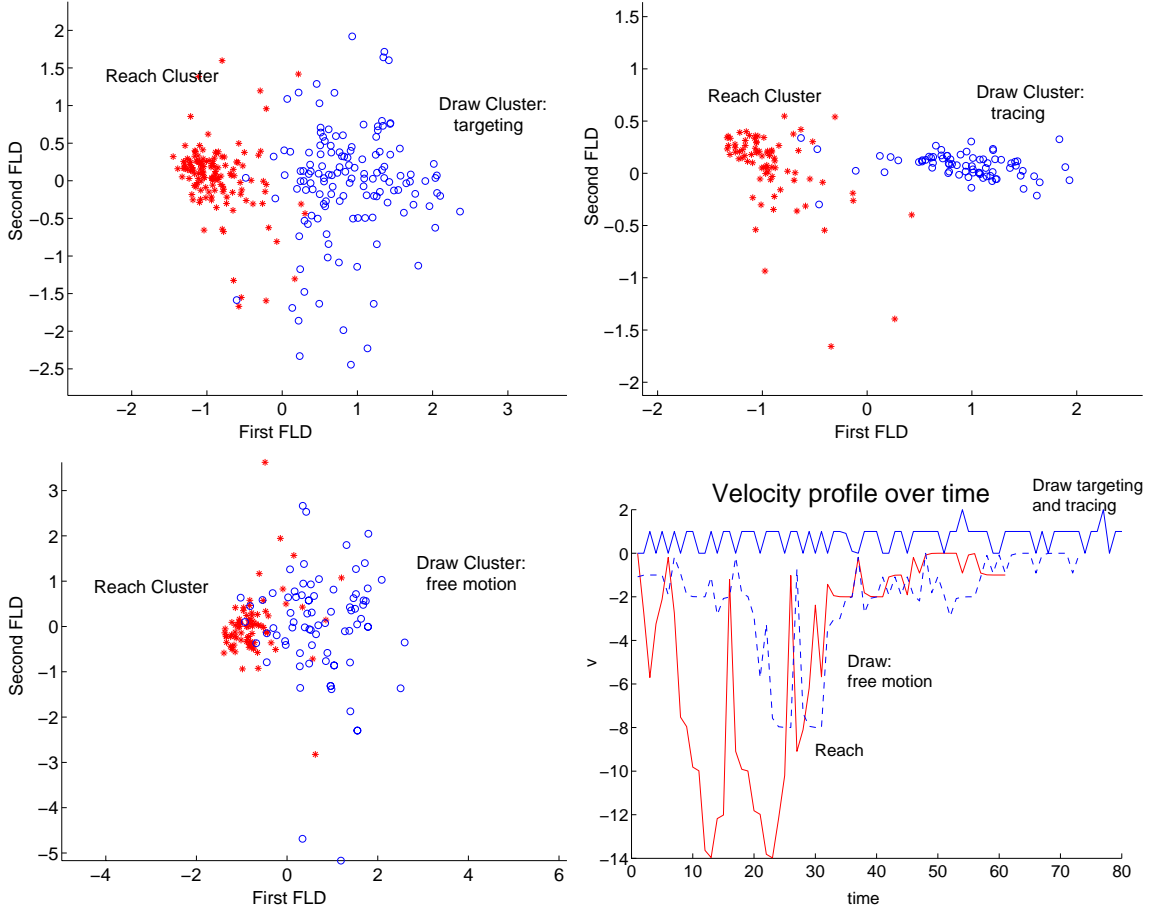 1.5
Reach Cluster
1
Draw Cluster:
targeting
0.5
0
−0.5
−1
−1.5
−2
−2.5
Second FLD
−2 −1 0 1 2 3
First FLD
1.5
1
Reach Cluster
Draw Cluster:
tracing
0.5
0
−0.5
−1
−1.5
−2
Second FLD
−2 −1 0 1 2
First FLD
3
2
1
Reach Cluster
Draw Cluster:
free motion
0
−1
−2
−3
−4
−5
Second FLD
−4 −2 0 2 4 6
First FLD
Velocity profile over time
Draw targeting
and tracing
2
0
−2
−4
−6
−8
−10
−12
−14
v
Draw:
free motion
Reach
0 10 20 30 40 50 60 70 80
time